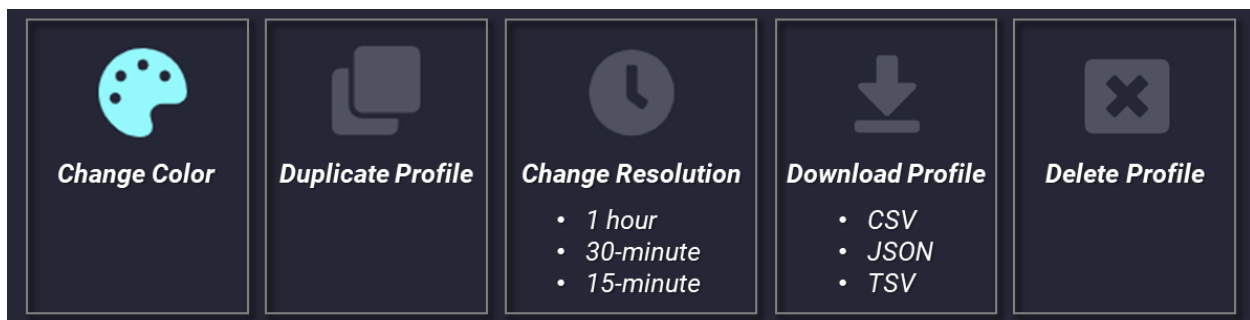 Change Color
Duplicate Profile
Change Resolution
• 1 hour
• 30-minute
• 15-minute
Download Profile
• CSV
• JSON
• TSV
Delete Profile